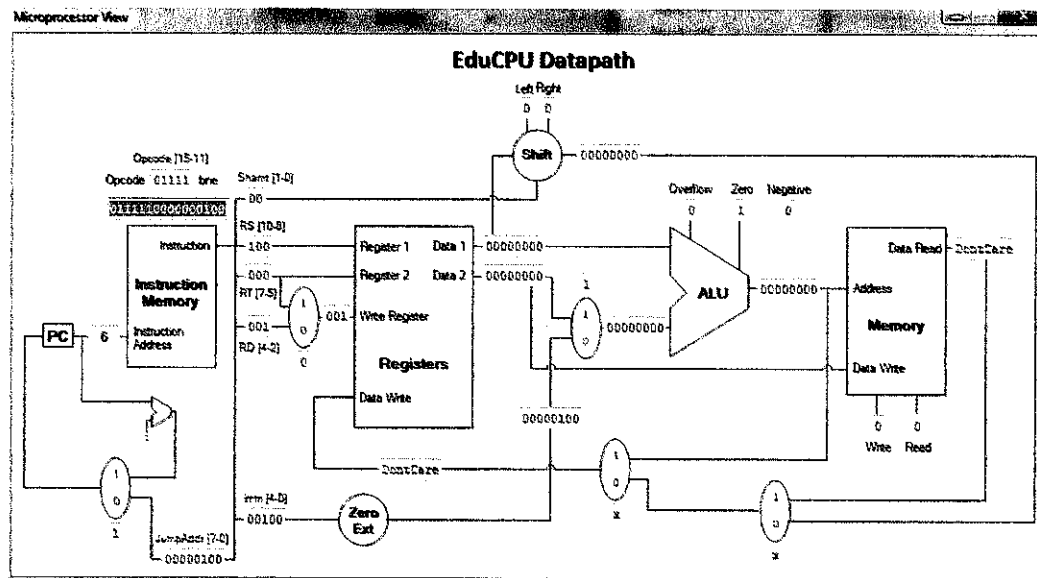 Microprocessor View
EduCPU Datapath
Left Right
0 0
Shift
00000000
Opcode [15-11]
Opcode 01111 bne
0111110000000100
Shamt [1-0]
00
RS [10-8]
100
000
RT [7-5]
001
RD [4-2]
Instruction
Instruction
Memory
Instruction
Address
PC
6
1
0
001
0
Register 1
Register 2
Write Register
Registers
Data Write
Data 1
Data 2
00000000
00000000
1
1
0
00000000
00000100
Overflow
Zero
Negative
0
1
0
ALU
00000000
Data Read
DontCare
Address
Memory
Data Write
0
0
Write
Read
DontCare
1
0
x
1
0
x
1
0
1
Imm [4-0]
00100
Zero
Ext
JumpAddr [7-0]
00000100